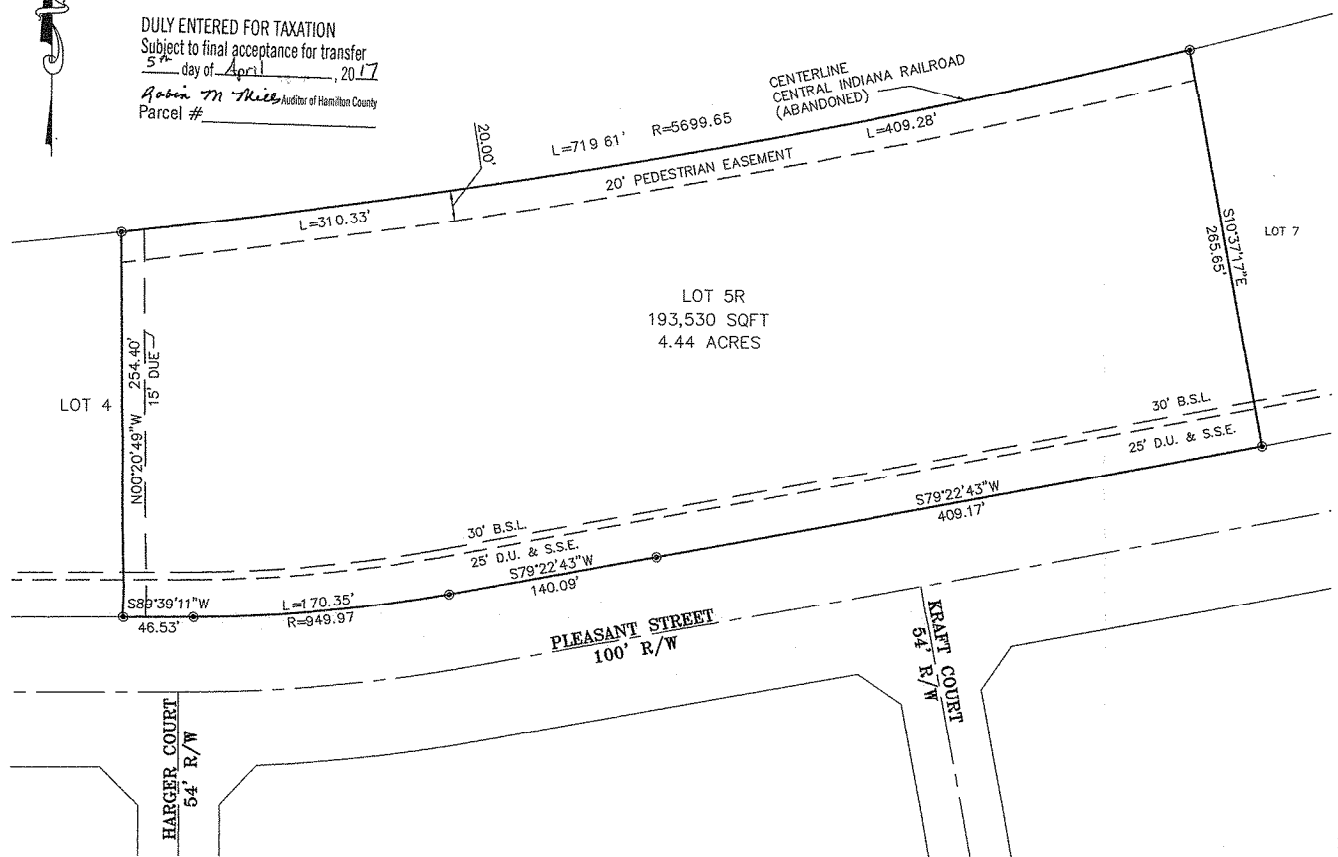 DULY ENTERED FOR TAXATION
Subject to final acceptance for transfer
5th day of April, 2017
Robin M Mills Auditor of Hamilton County
Parcel #
CENTERLINE
CENTRAL INDIANA RAILROAD
(ABANDONED)
20.00'
L=719 61' R=5699.65
L=409.28'
20' PEDESTRIAN EASEMENT
L=310.33'
S10°37'17"E
265.65'
LOT 7
LOT 5R
193,530 SQFT
4.44 ACRES
LOT 4
N00°20'49"W 254.40'
15' DUE
30' B.S.L.
25' D.U. & S.S.E.
S79°22'43"W
409.17'
30' B.S.L.
25' D.U. & S.S.E.
S79°22'43"W
140.09'
S89°39'11"W
46.53'
L=170.35'
R=949.97
PLEASANT STREET
100' R/W
KRAFT COURT
54' R/W
HARGER COURT
54' R/W